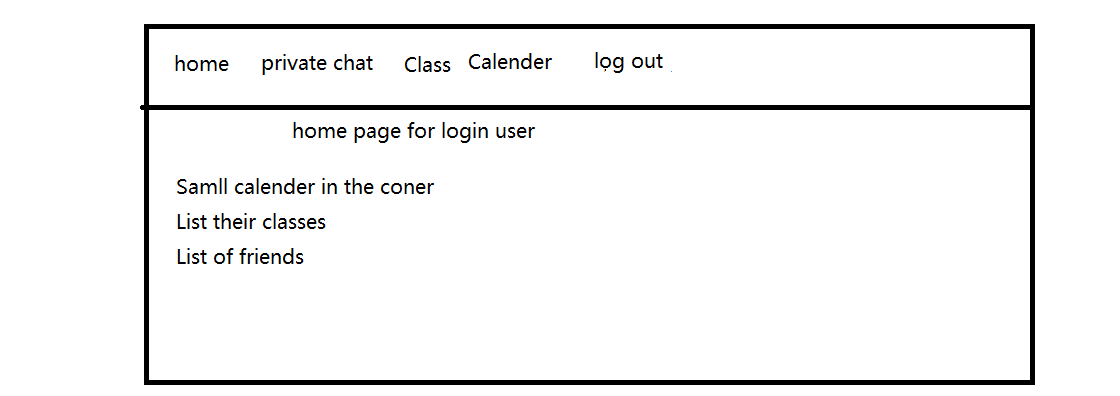 home private chat Class Calender log out
home page for login user
Samll calender in the coner
List their classes
List of friends